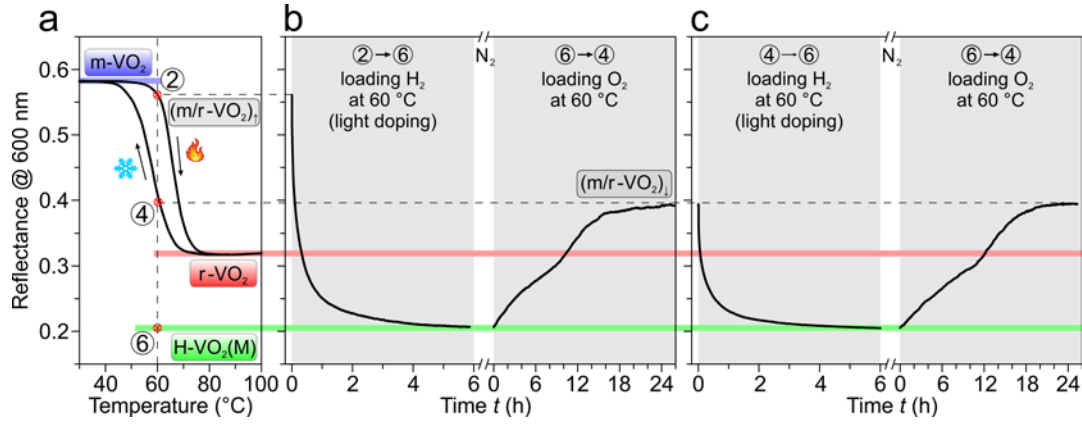 a
Reflectance @ 600 nm
0.6
0.5
0.4
0.3
0.2
m-VO₂
②
(m/r-VO₂)↑
④
r-VO₂
⑥
H-VO₂(M)
40
60
80
100
Temperature (°C)
b
②→⑥
loading H₂
at 60 °C
(light doping)
N₂
⑥→④
loading O₂
at 60 °C
(m/r-VO₂)↓
0 2 4 6 0 6 12 18 24
Time t (h)
c
④→⑥
loading H₂
at 60 °C
(light doping)
N₂
⑥→④
loading O₂
at 60 °C
0 2 4 6 0 6 12 18 24
Time t (h)